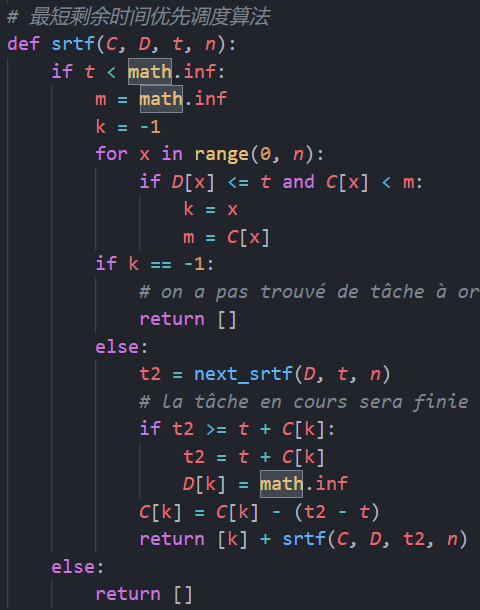 # 最短剩余时间优先调度算法
def srtf(C, D, t, n):
    if t < math.inf:
        m = math.inf
        k = -1
        for x in range(0, n):
            if D[x] <= t and C[x] < m:
                k = x
                m = C[x]
        if k == -1:
            # on a pas trouvé de tâche à or
            return []
        else:
            t2 = next_srtf(D, t, n)
            # la tâche en cours sera finie
            if t2 >= t + C[k]:
                t2 = t + C[k]
                D[k] = math.inf
            C[k] = C[k] - (t2 - t)
            return [k] + srtf(C, D, t2, n)
    else:
        return []